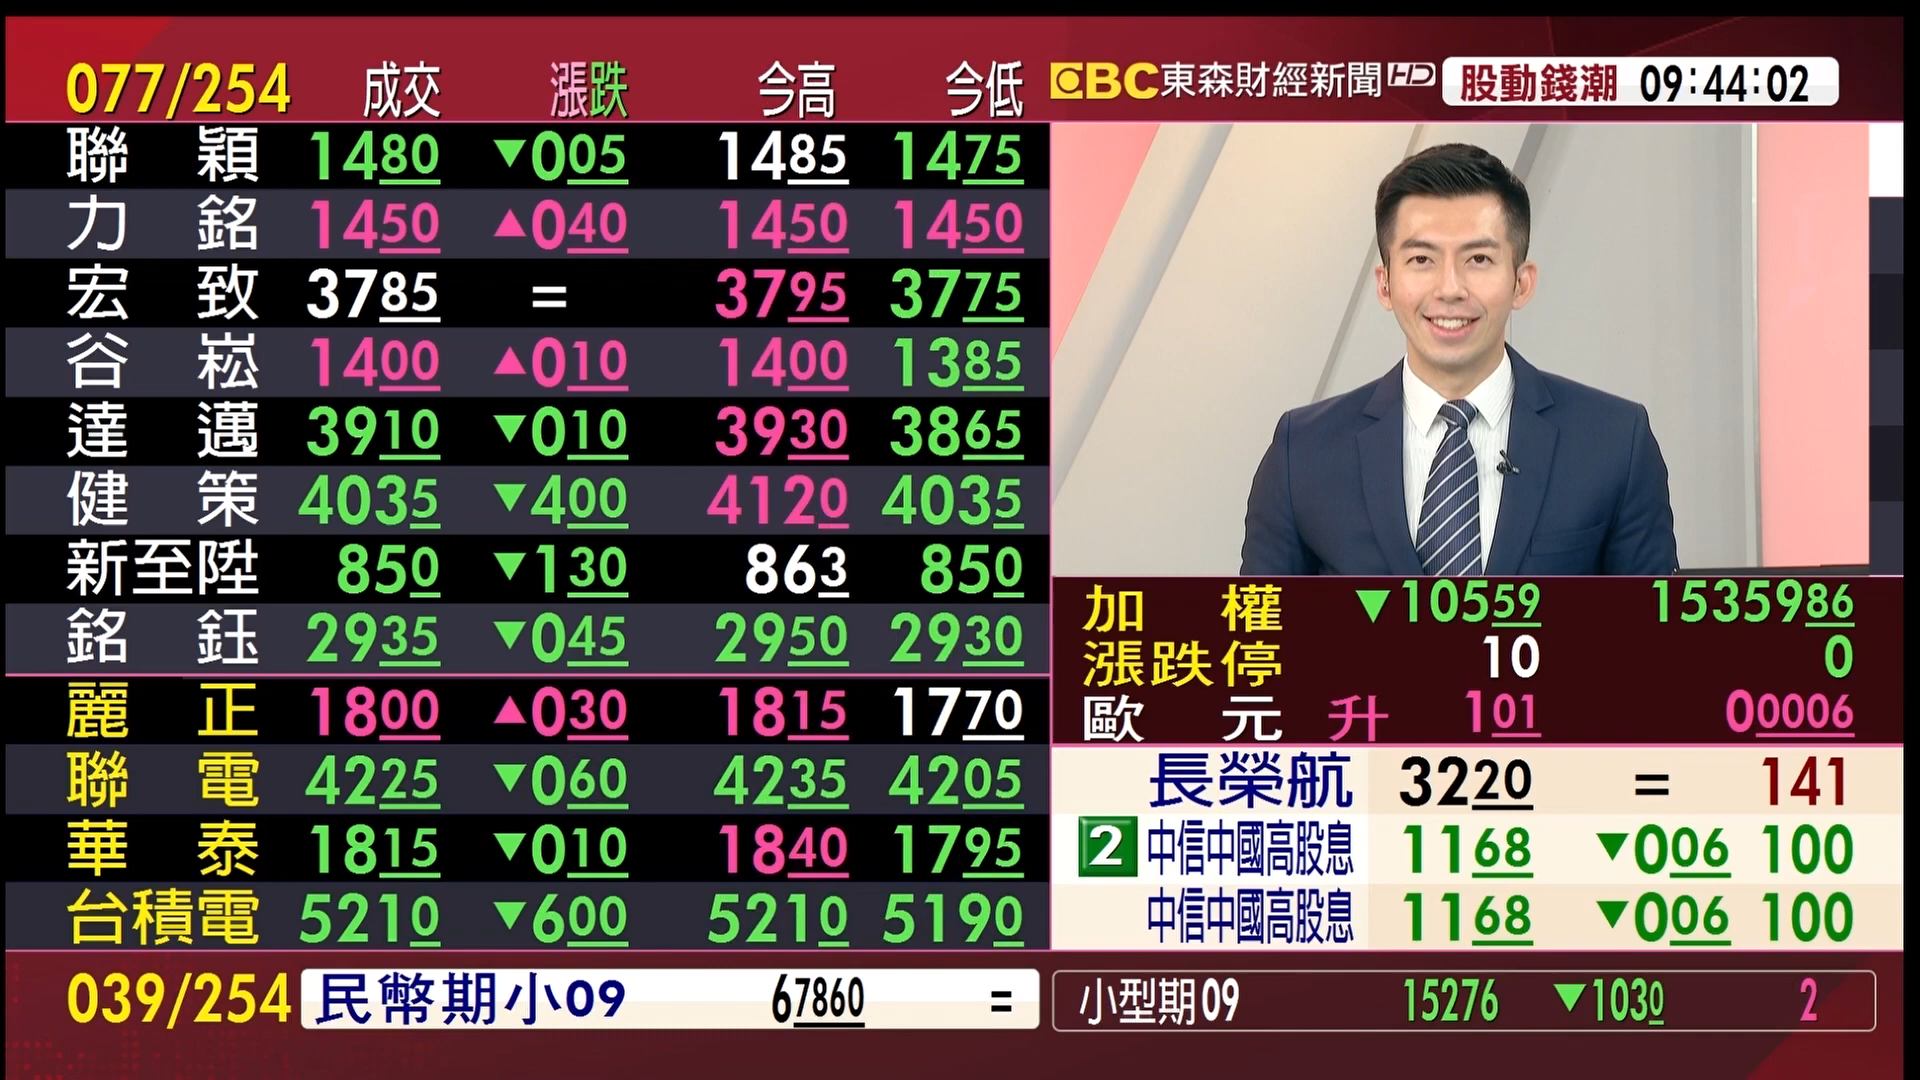 077/254 成交 漲跌 今高 今低
聯穎 1480 ▼005 1485 1475
力銘 1450 ▲040 1450 1450
宏致 3785 = 3795 3775
谷崧 1400 ▲010 1400 1385
達邁 3910 ▼010 3930 3865
健策 4035 ▼400 4120 4035
新至陞 850 ▼130 863 850
銘鈺 2935 ▼045 2950 2930
麗正 1800 ▲030 1815 1770
聯電 4225 ▼060 4235 4205
華泰 1815 ▼010 1840 1795
台積電 5210 ▼600 5210 5190
039/254 民幣期小09 67860 =
EBC東森財經新聞HD 股動錢潮 09:44:02
加權 ▼10559 1535986
漲跌停 10 0
歐元 升 101 00006
長榮航 3220 = 141
2 中信中國高股息 1168 ▼006 100
中信中國高股息 1168 ▼006 100
小型期09 15276 ▼1030 2